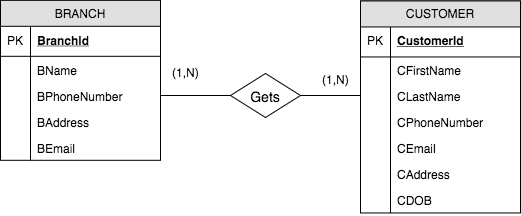 BRANCH
PK BranchId
BName
BPhoneNumber
BAddress
BEmail
(1,N)
Gets
(1,N)
CUSTOMER
PK CustomerId
CFirstName
CLastName
CPhoneNumber
CEmail
CAddress
CDOB